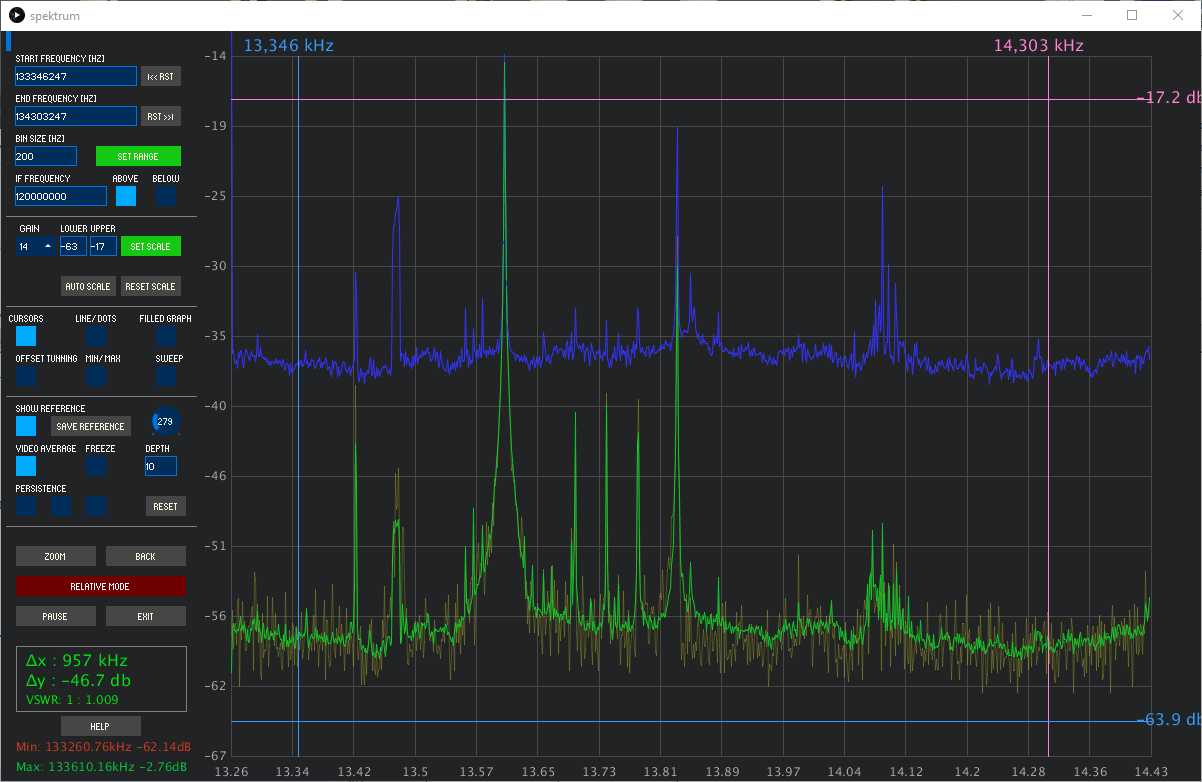 spektrum
START FREQUENCY [HZ]
133346247
|<< RST
END FREQUENCY [HZ]
134303247
RST >>|
BIN SIZE [HZ]
200
SET RANGE
IF FREQUENCY
ABOVE
BELOW
120000000
GAIN
LOWER UPPER
14
-63
-17
SET SCALE
AUTO SCALE
RESET SCALE
CURSORS
LINE/DOTS
FILLED GRAPH
OFFSET TUNNING
MIN/MAX
SWEEP
SHOW REFERENCE
SAVE REFERENCE
279
VIDEO AVERAGE
FREEZE
DEPTH
10
PERSISTENCE
RESET
ZOOM
BACK
RELATIVE MODE
PAUSE
EXIT
Δx : 957 kHz
Δy : -46.7 db
VSWR: 1 : 1.009
HELP
Min: 133260.76kHz -62.14dB
Max: 133610.16kHz -2.76dB
13,346 kHz
14,303 kHz
-17.2 db
-63.9 db
-14
-19
-25
-30
-35
-40
-46
-51
-56
-62
-67
13.26 13.34 13.42 13.5 13.57 13.65 13.73 13.81 13.89 13.97 14.04 14.12 14.2 14.28 14.36 14.43